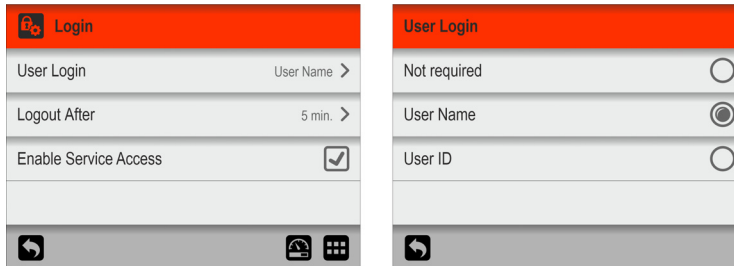 Login
User Login User Name
Logout After 5 min.
Enable Service Access
User Login
Not required
User Name
User ID